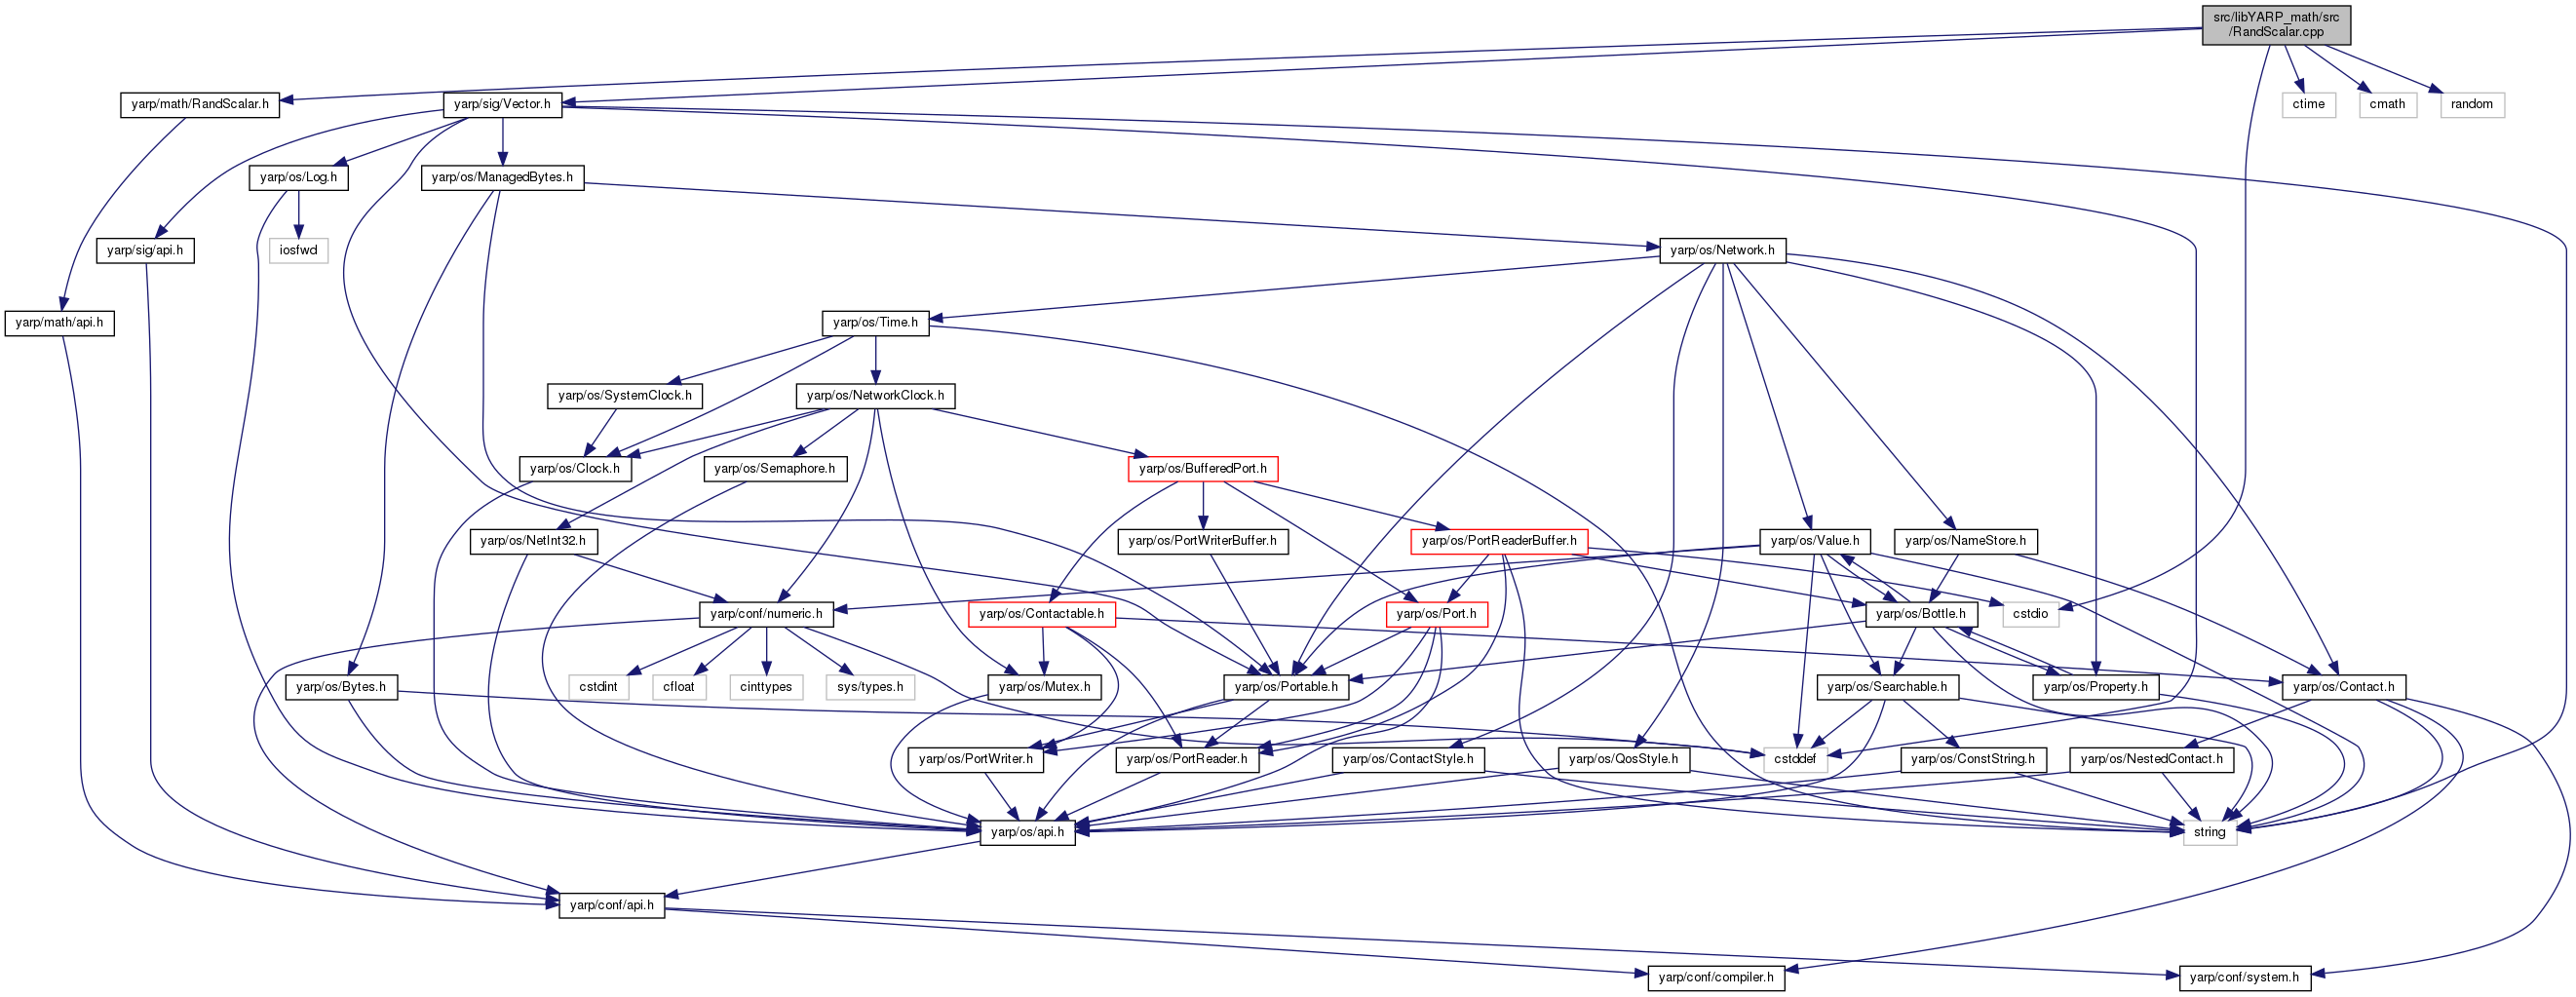 src/libYARP_math/src
/RandScalar.cpp
yarp/math/RandScalar.h
yarp/sig/Vector.h
ctime
cmath
random
yarp/os/Log.h
yarp/os/ManagedBytes.h
yarp/sig/api.h
iosfwd
yarp/os/Network.h
yarp/math/api.h
yarp/os/Time.h
yarp/os/SystemClock.h
yarp/os/NetworkClock.h
yarp/os/Clock.h
yarp/os/Semaphore.h
yarp/os/BufferedPort.h
yarp/os/NetInt32.h
yarp/os/PortWriterBuffer.h
yarp/os/PortReaderBuffer.h
yarp/os/Value.h
yarp/os/NameStore.h
yarp/conf/numeric.h
yarp/os/Contactable.h
yarp/os/Port.h
yarp/os/Bottle.h
cstdio
yarp/os/Bytes.h
cstdint
cfloat
cinttypes
sys/types.h
yarp/os/Mutex.h
yarp/os/Portable.h
yarp/os/Searchable.h
yarp/os/Property.h
yarp/os/Contact.h
yarp/os/PortWriter.h
yarp/os/PortReader.h
yarp/os/ContactStyle.h
yarp/os/QosStyle.h
cstddef
yarp/os/ConstString.h
yarp/os/NestedContact.h
yarp/os/api.h
string
yarp/conf/api.h
yarp/conf/compiler.h
yarp/conf/system.h